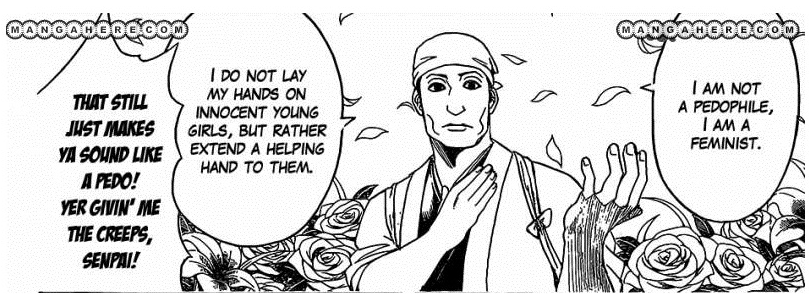 MANGAHERE.COM
MANGAHERE.COM
I AM NOT
A PEDOPHILE,
I AM A
FEMINIST.
I DO NOT LAY
MY HANDS ON
INNOCENT YOUNG
GIRLS, BUT RATHER
EXTEND A HELPING
HAND TO THEM.
THAT STILL
JUST MAKES
YA SOUND LIKE
A PEDO!
YER GIVIN' ME
THE CREEPS,
SENPAI!